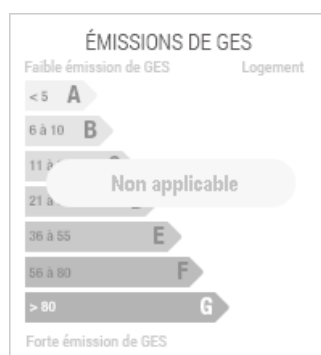 ÉMISSIONS DE GES
Faible émission de GES Logement
< 5 A
6 à 10 B
11 à
Non applicable
21 à
36 à 55 E
56 à 80 F
> 80 G
Forte émission de GES